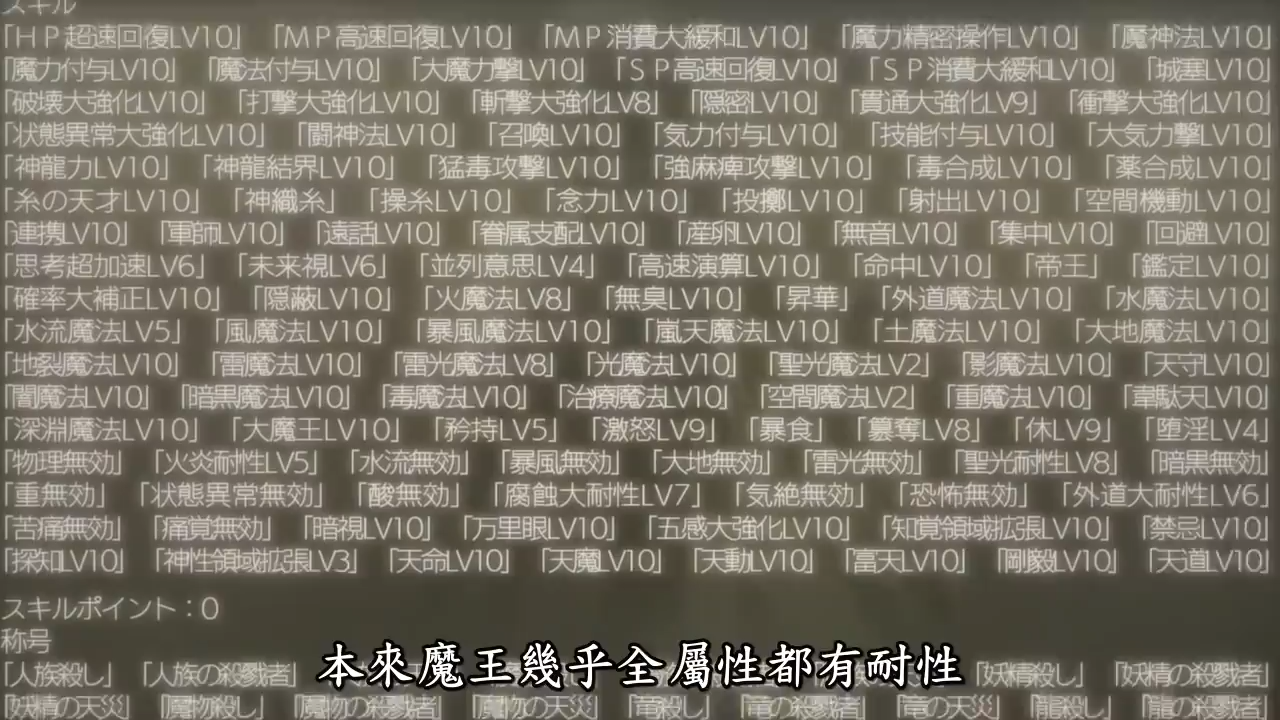 スキル
「ＨＰ超速回復LV10」 「ＭＰ高速回復LV10」 「ＭＰ消費大緩和LV10」 「魔力精密操作LV10」 「魔神法LV10」
「魔力付与LV10」 「魔法付与LV10」 「大魔力撃LV10」 「ＳＰ高速回復LV10」 「ＳＰ消費大緩和LV10」 「城塞LV10」
「破壊大強化LV10」 「打撃大強化LV10」 「斬撃大強化LV8」 「隠密LV10」 「貫通大強化LV9」 「衝撃大強化LV10」
「状態異常大強化LV10」 「闘神法LV10」 「召喚LV10」 「気力付与LV10」 「技能付与LV10」 「大気力撃LV10」
「神龍力LV10」 「神龍結界LV10」 「猛毒攻撃LV10」 「強麻痺攻撃LV10」 「毒合成LV10」 「薬合成LV10」
「糸の天才LV10」 「神織糸」 「操糸LV10」 「念力LV10」 「投擲LV10」 「射出LV10」 「空間機動LV10」
「連携LV10」 「軍師LV10」 「遠話LV10」 「眷属支配LV10」 「産卵LV10」 「無音LV10」 「集中LV10」 「回避LV10」
「思考超加速LV6」 「未来視LV6」 「並列意思LV4」 「高速演算LV10」 「命中LV10」 「帝王」 「鑑定LV10」
「確率大補正LV10」 「隠蔽LV10」 「火魔法LV8」 「無臭LV10」 「昇華」 「外道魔法LV10」 「水魔法LV10」
「水流魔法LV5」 「風魔法LV10」 「暴風魔法LV10」 「嵐天魔法LV10」 「土魔法LV10」 「大地魔法LV10」
「地裂魔法LV10」 「雷魔法LV10」 「雷光魔法LV8」 「光魔法LV10」 「聖光魔法LV2」 「影魔法LV10」 「天守LV10」
「闇魔法LV10」 「暗黒魔法LV10」 「毒魔法LV10」 「治療魔法LV10」 「空間魔法LV2」 「重魔法LV10」 「韋駄天LV10」
「深淵魔法LV10」 「大魔王LV10」 「矜持LV5」 「激怒LV9」 「暴食」 「簒奪LV8」 「休LV9」 「堕淫LV4」
「物理無効」 「火炎耐性LV5」 「水流無効」 「暴風無効」 「大地無効」 「雷光無効」 「聖光耐性LV8」 「暗黒無効」
「重無効」 「状態異常無効」 「酸無効」 「腐蝕大耐性LV7」 「気絶無効」 「恐怖無効」 「外道大耐性LV6」
「苦痛無効」 「痛覚無効」 「暗視LV10」 「万里眼LV10」 「五感大強化LV10」 「知覚領域拡張LV10」 「禁忌LV10」
「探知LV10」 「神性領域拡張LV3」 「天命LV10」 「天魔LV10」 「天動LV10」 「富天LV10」 「剛毅LV10」 「天道LV10」
スキルポイント：0
称号
「人族殺し」 「人族の殺戮者」 「妖精殺し」 「妖精の殺戮者」
本來魔王幾乎全屬性都有耐性
「妖精の天災」 「魔物殺し」 「魔物の殺戮者」 「魔物の天災」 「竜殺し」 「竜の殺戮者」 「竜の天災」 「龍殺し」 「龍の殺戮者」